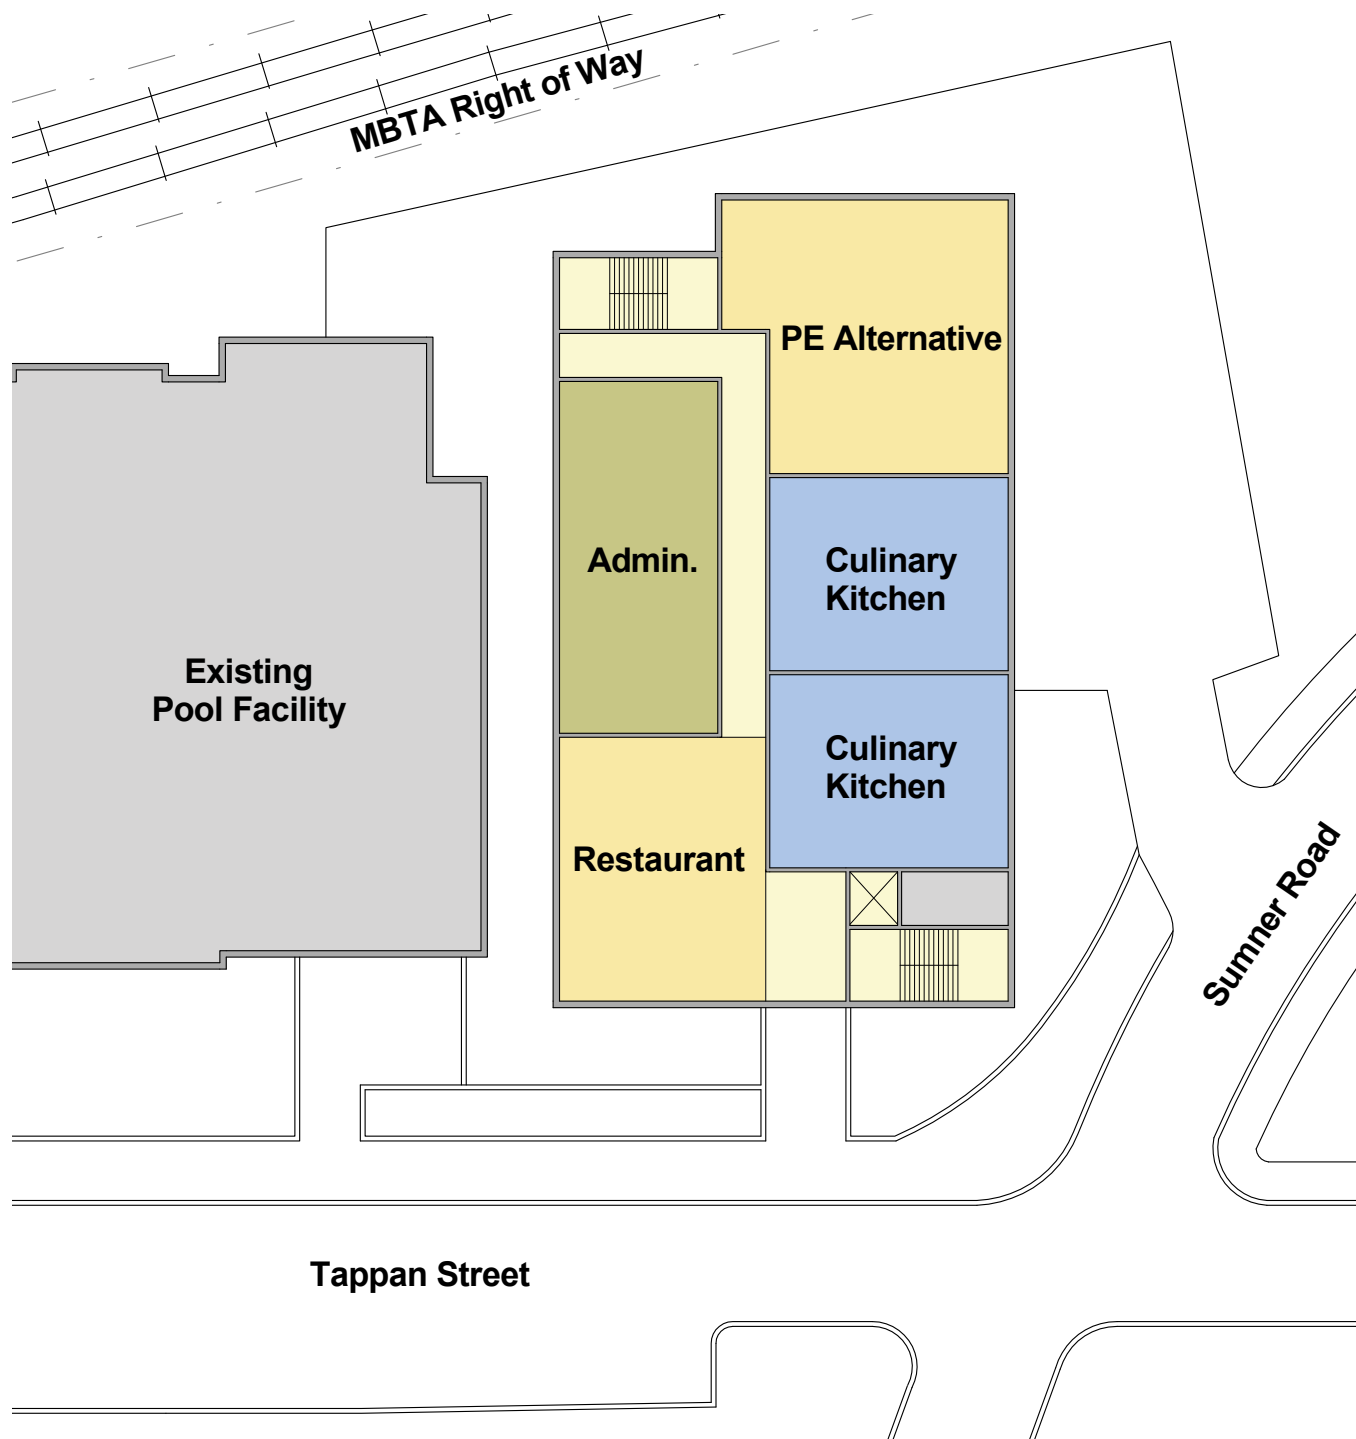 MBTA Right of Way
PE Alternative
Admin.
Culinary
Kitchen
Existing
Pool Facility
Culinary
Kitchen
Restaurant
Sumner Road
Tappan Street